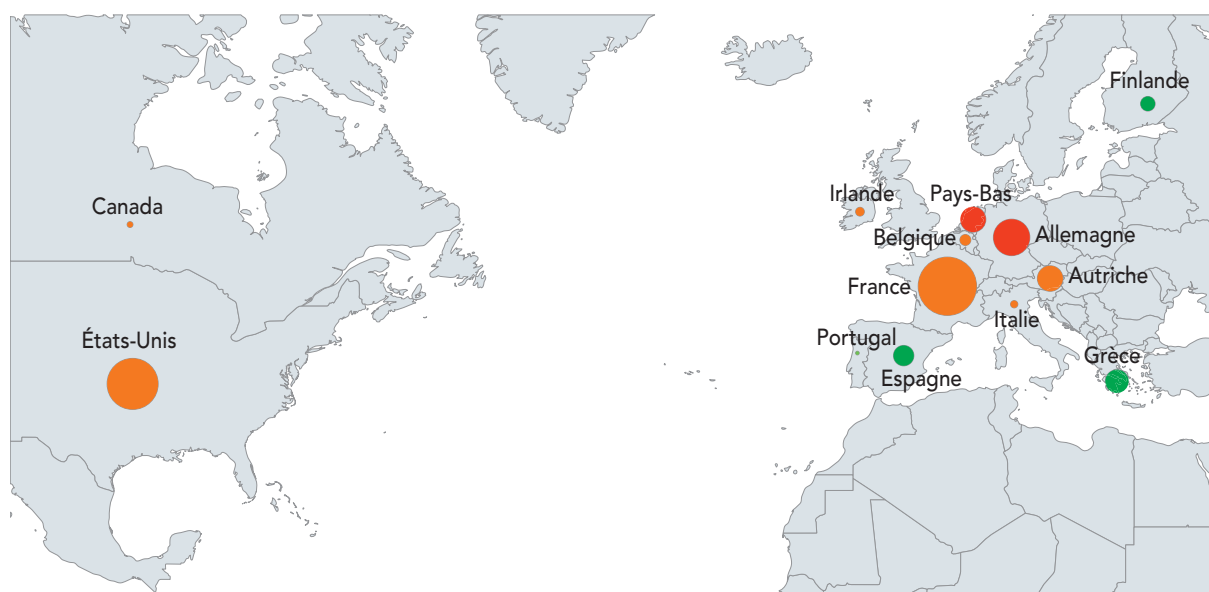 Finlande
Irlande
Pays-Bas
Canada
Belgique
Allemagne
Autriche
France
Italie
Portugal
États-Unis
Grèce
Espagne